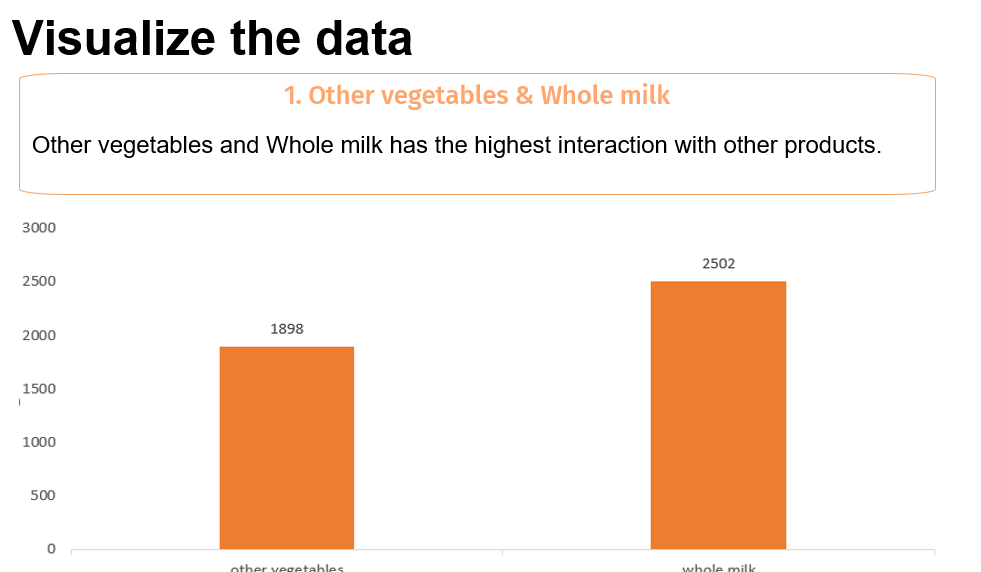 Visualize the data
1. Other vegetables & Whole milk
Other vegetables and Whole milk has the highest interaction with other products.
3000
2500
2000
1500
1000
500
0
1898
2502
other vegetables
whole milk